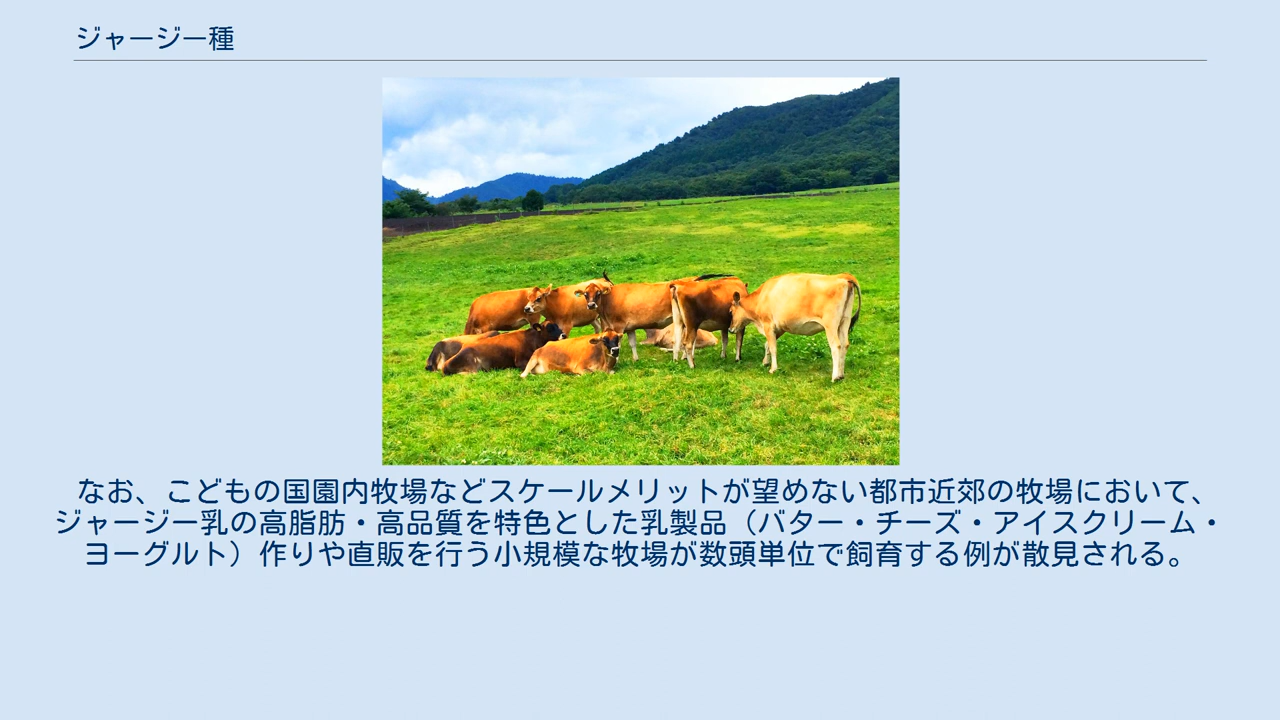 ジャージー種
なお、こどもの国園内牧場などスケールメリットが望めない都市近郊の牧場において、
ジャージー乳の高脂肪・高品質を特色とした乳製品（バター・チーズ・アイスクリーム・
ヨーグルト）作りや直販を行う小規模な牧場が数頭単位で飼育する例が散見される。